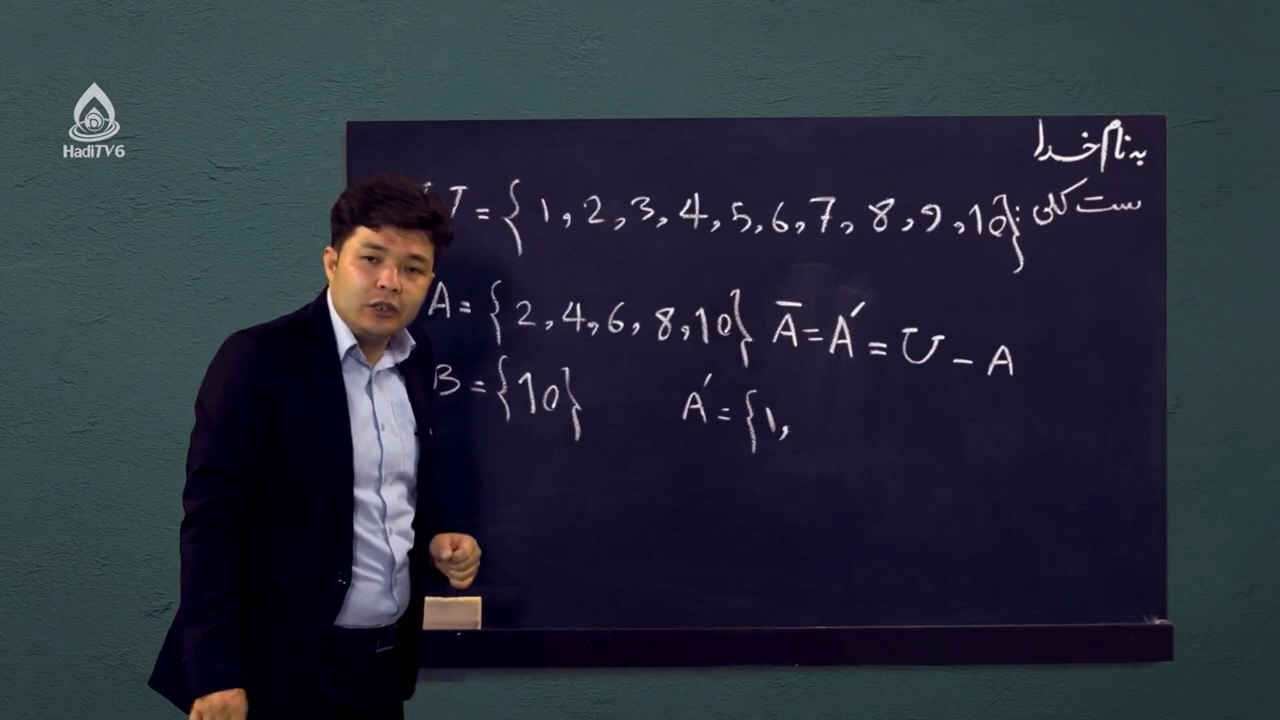 HadiTV6
به نام خدا
ست کلی: = {1, 2, 3, 4, 5, 6, 7, 8, 9, 10}
A = {2, 4, 6, 8, 10} Ā = A′ = U − A
B = {10} A′ = {1,